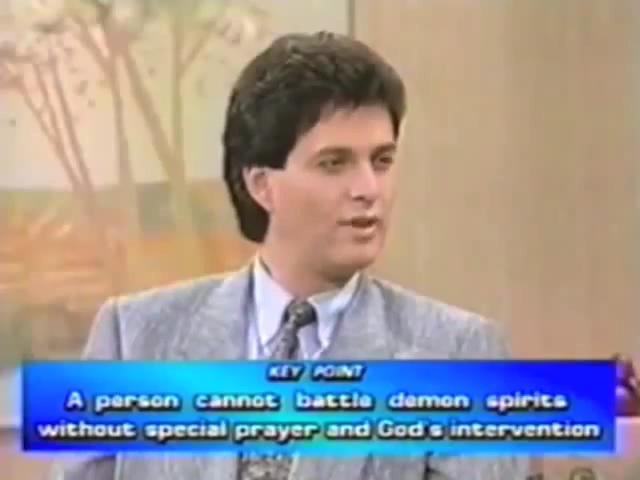 KEY POINT
A person cannot battle demon spirits
without special prayer and God's intervention